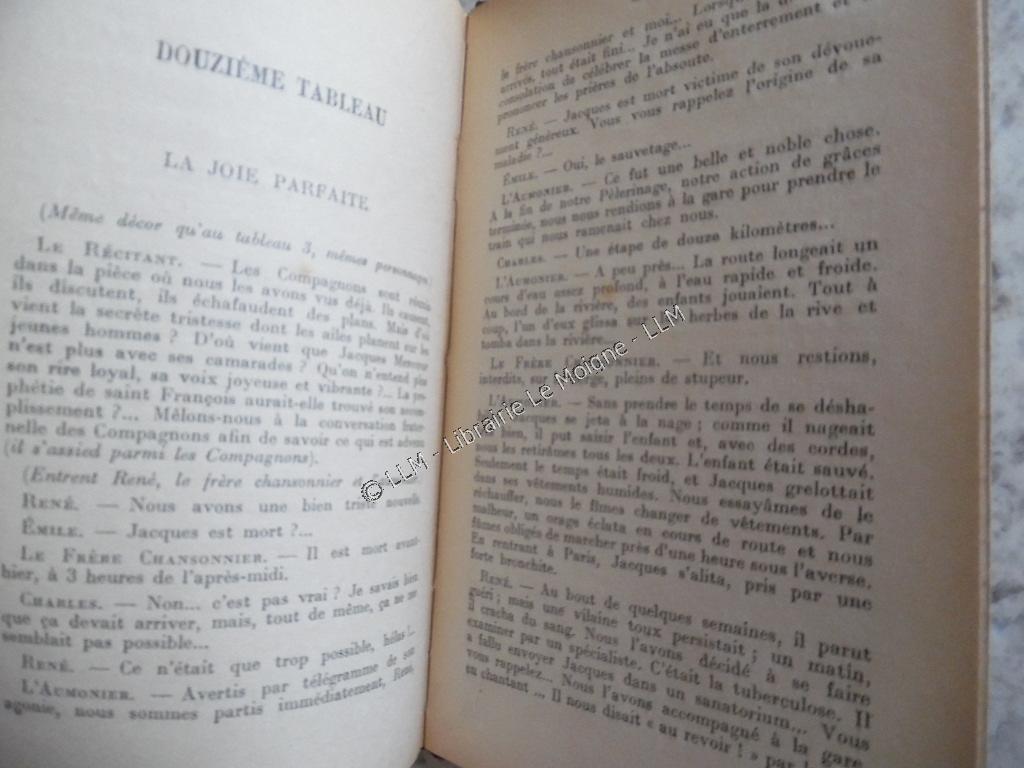 DOUZIÈME TABLEAU
LA JOIE PARFAITE
(Même décor qu'au tableau 3, mêmes personnages)
LE RÉCITANT. — Les Compagnons sont réunis
dans la pièce où nous les avons vus déjà. Ils causent,
ils discutent, ils échafaudent des plans. Mais d'où
vient la secrète tristesse dont les ailes planent sur les
jeunes hommes ? D'où vient que Jacques
n'est plus avec ses camarades ? Qu'on n'entend plus
son rire loyal, sa voix joyeuse et vibrante ?... La pro-
phétie de saint François aurait-elle trouvé son accom-
plissement ?... Mêlons-nous à la conversation frater-
nelle des Compagnons afin de savoir ce qui est advenu
(il s'assied parmi les Compagnons).
(Entrent René, le frère chansonnier
RENÉ. — Nous avons une bien triste nouvelle
ÉMILE. — Jacques est mort ?...
LE FRÈRE CHANSONNIER. — Il est mort avant-
hier, à 3 heures de l'après-midi.
CHARLES. — Non... c'est pas vrai ? Je savais bien
que ça devait arriver, mais, tout de même, ça ne me
semblait pas possible...
RENÉ. — Ce n'était que trop possible, hélas !...
L'AUMONIER. — Avertis par télégramme de son
agonie, nous sommes partis immédiatement, René,
le frère chansonnier et moi... Lorsque
arrivés, tout était fini... Je n'ai eu que la
consolation de célébrer la messe d'enterrement et
prononcer les prières de l'absoute.
RENÉ. — Jacques est mort victime de son dévoue-
ment généreux. Vous vous rappelez l'origine de sa
maladie ?...
ÉMILE. — Oui, le sauvetage...
L'AUMONIER. — Ce fut une belle et noble chose.
A la fin de notre Pèlerinage, notre action de grâces
terminée, nous nous rendions à la gare pour prendre le
train qui nous ramenait chez nous.
CHARLES. — Une étape de douze kilomètres...
L'AUMONIER. — A peu près... La route longeait un
cours d'eau assez profond, à l'eau rapide et froide.
Au bord de la rivière, des enfants jouaient. Tout à
coup, l'un d'eux glissa sur herbes de la rive et
tomba dans la rivière.
LE FRÈRE CHANSONNIER. — Et nous restions,
interdits, sur berge, pleins de stupeur.
L'AUMONIER. — Sans prendre le temps de se désha-
Jacques se jeta à la nage ; comme il nageait
bien, il put saisir l'enfant et, avec des cordes,
nous les retirâmes tous les deux. L'enfant était sauvé.
Seulement le temps était froid, et Jacques grelottait
dans ses vêtements humides. Nous essayâmes de le
réchauffer, nous le fîmes changer de vêtements. Par
malheur, un orage éclata en cours de route et nous
fûmes obligés de marcher près d'une heure sous l'averse.
En rentrant à Paris, Jacques s'alita, pris par une
forte bronchite.
RENÉ. — Au bout de quelques semaines, il parut
guéri ; mais une vilaine toux persistait ; un matin,
il cracha du sang. Nous l'avons décidé à se faire
examiner par un spécialiste. C'était la tuberculose. Il
a fallu envoyer Jacques dans un sanatorium... Vous
vous rappelez... Nous l'avons accompagné à la gare
en chantant ... Il nous disait « au revoir ! » par
© LLM - Librairie Le Moigne - LLM